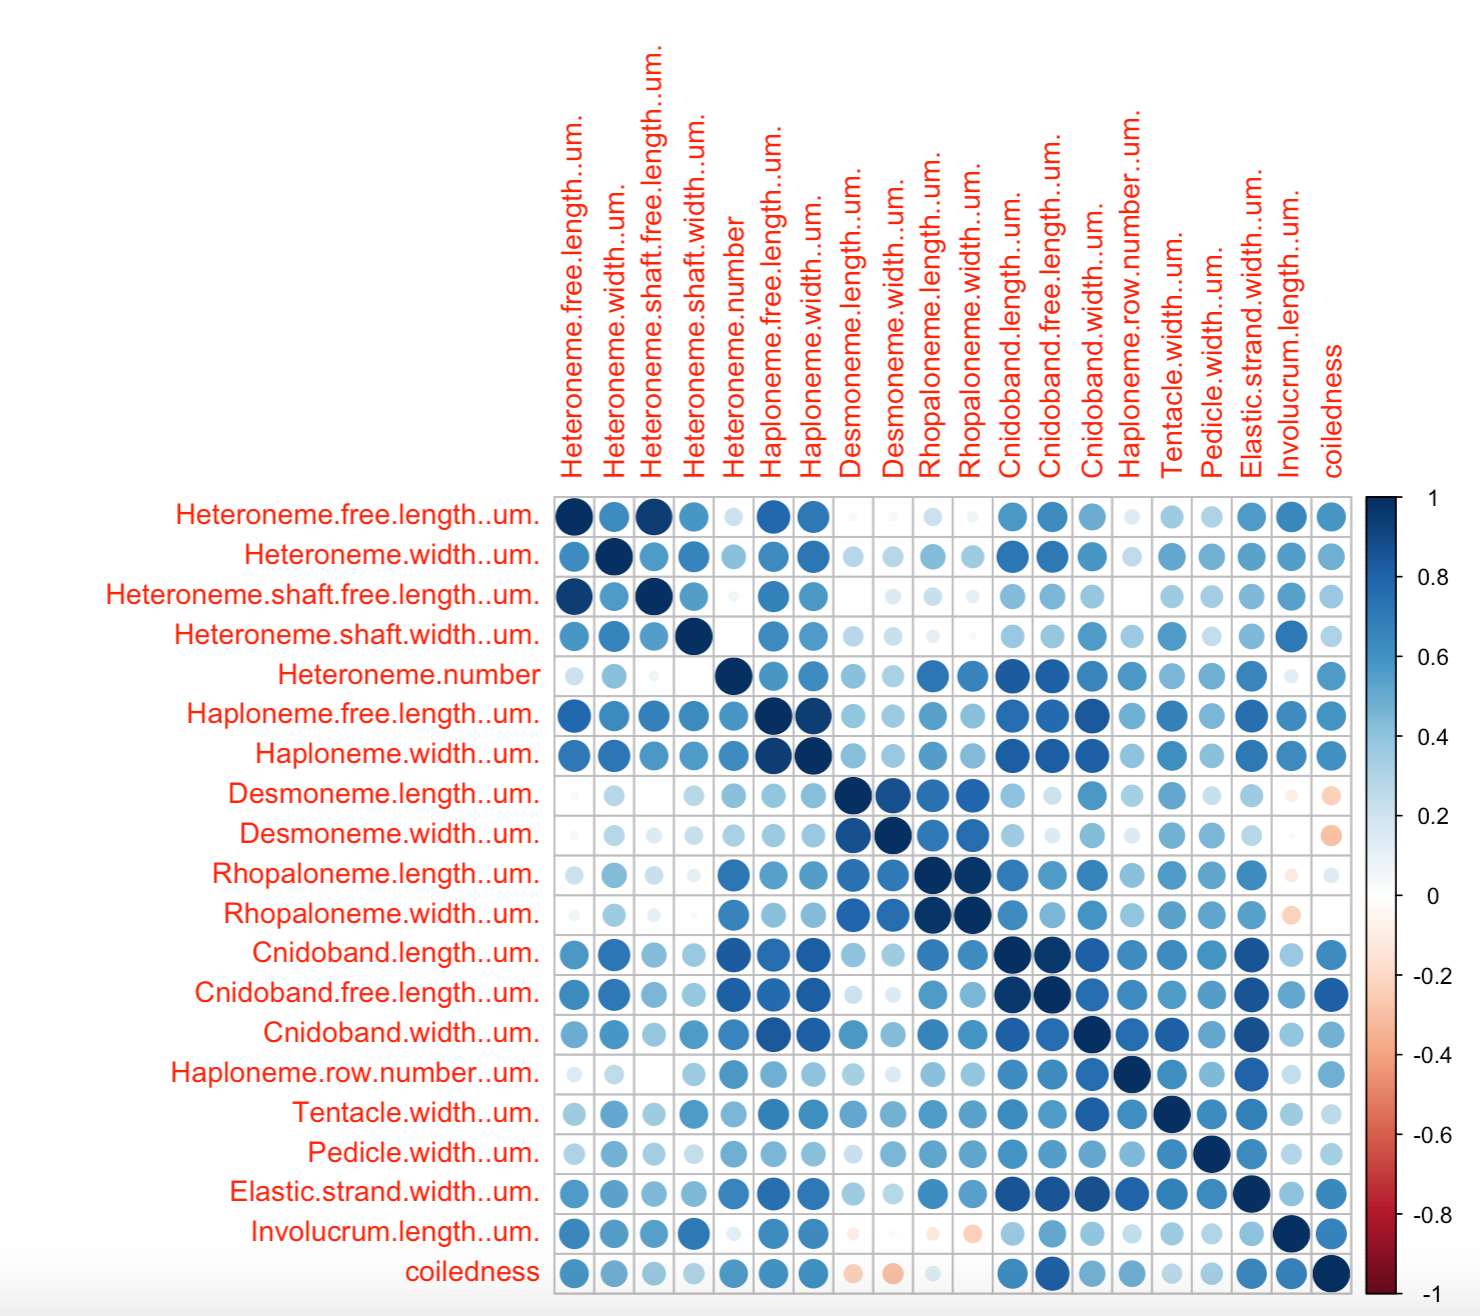 Heteroneme.free.length..um.
Heteroneme.width..um.
Heteroneme.shaft.free.length..um.
Heteroneme.shaft.width..um.
Heteroneme.number
Haploneme.free.length..um.
Haploneme.width..um.
Desmoneme.length..um.
Desmoneme.width..um.
Rhopaloneme.length..um.
Rhopaloneme.width..um.
Cnidoband.length..um.
Cnidoband.free.length..um.
Cnidoband.width..um.
Haploneme.row.number..um.
Tentacle.width..um.
Pedicle.width..um.
Elastic.strand.width..um.
Involucrum.length..um.
coiledness
Heteroneme.free.length..um.
Heteroneme.width..um.
Heteroneme.shaft.free.length..um.
Heteroneme.shaft.width..um.
Heteroneme.number
Haploneme.free.length..um.
Haploneme.width..um.
Desmoneme.length..um.
Desmoneme.width..um.
Rhopaloneme.length..um.
Rhopaloneme.width..um.
Cnidoband.length..um.
Cnidoband.free.length..um.
Cnidoband.width..um.
Haploneme.row.number..um.
Tentacle.width..um.
Pedicle.width..um.
Elastic.strand.width..um.
Involucrum.length..um.
coiledness
1
0.8
0.6
0.4
0.2
0
-0.2
-0.4
-0.6
-0.8
-1